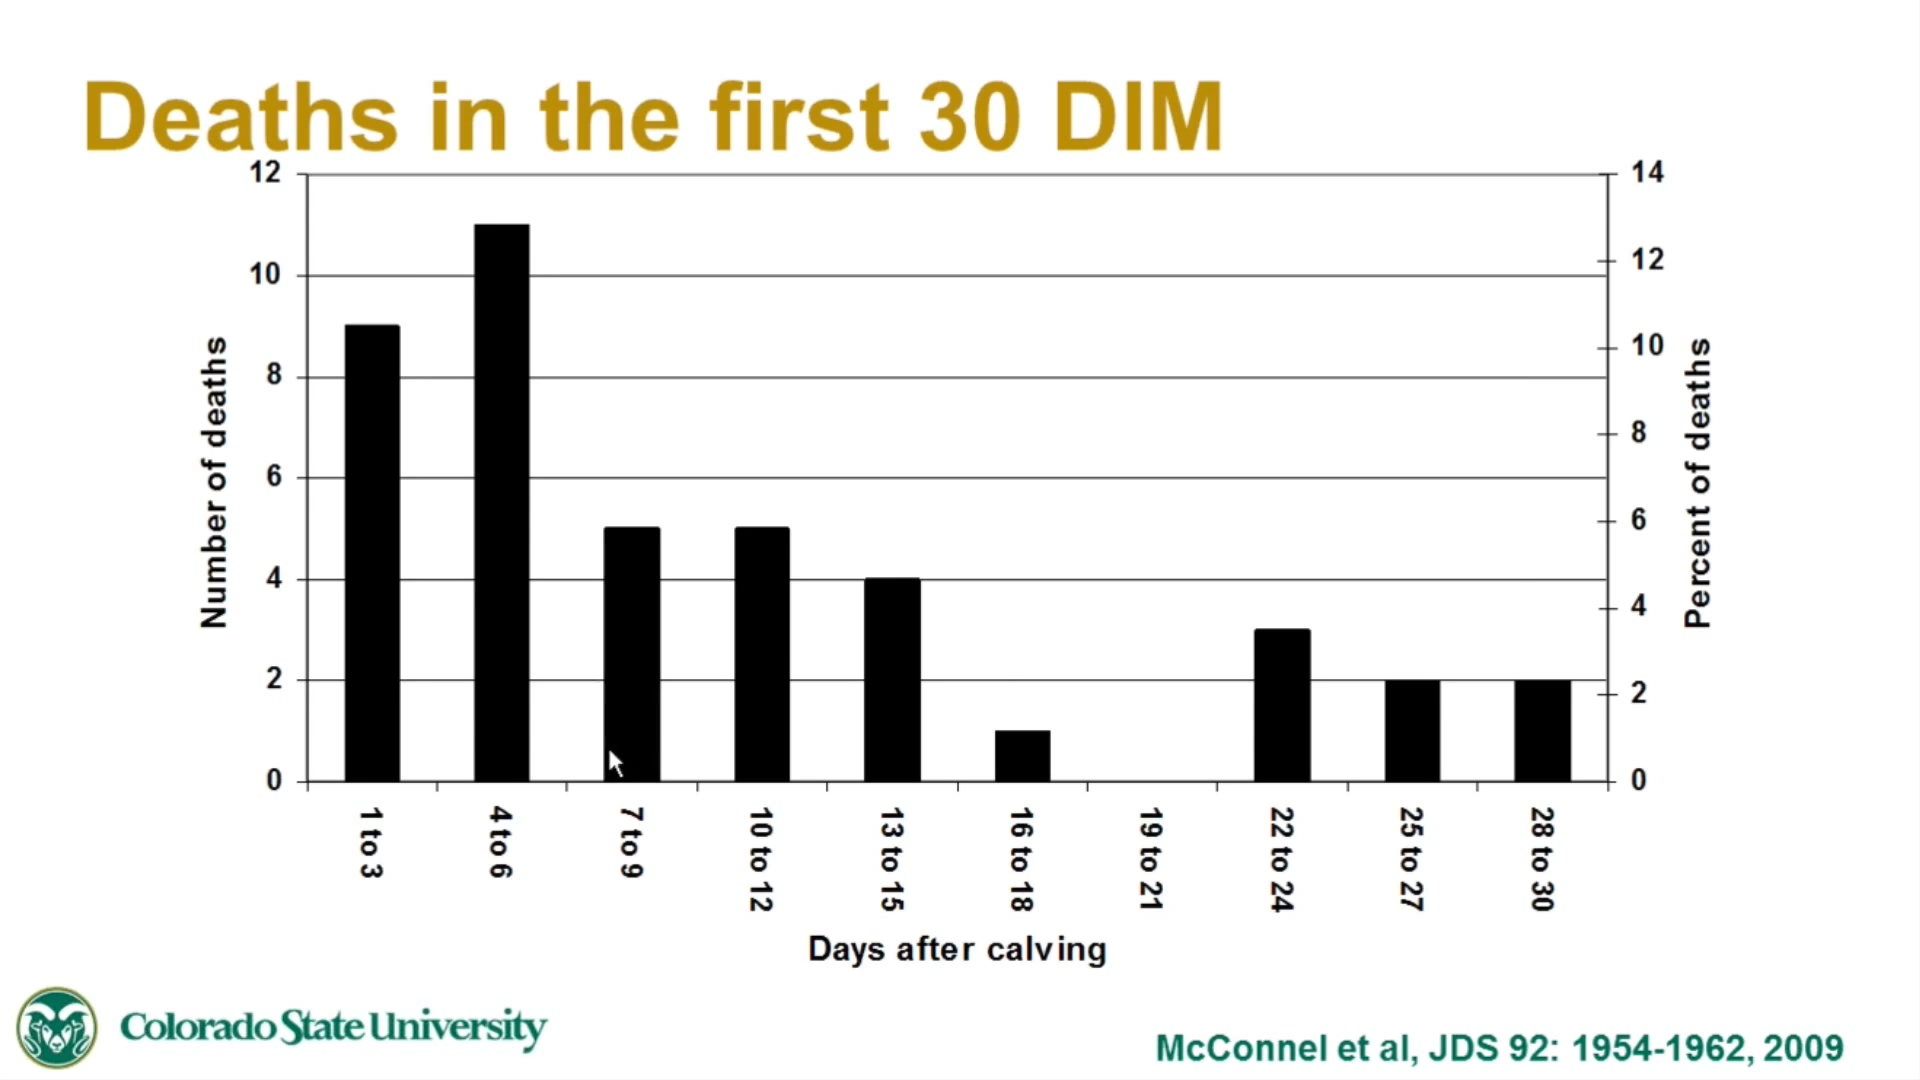 Deaths in the first 30 DIM
12
10
8
6
4
2
0
Number of deaths
14
12
10
8
6
4
2
0
Percent of deaths
1 to 3
4 to 6
7 to 9
10 to 12
13 to 15
16 to 18
19 to 21
22 to 24
25 to 27
28 to 30
Days after calving
Colorado State University
McConnel et al, JDS 92: 1954-1962, 2009